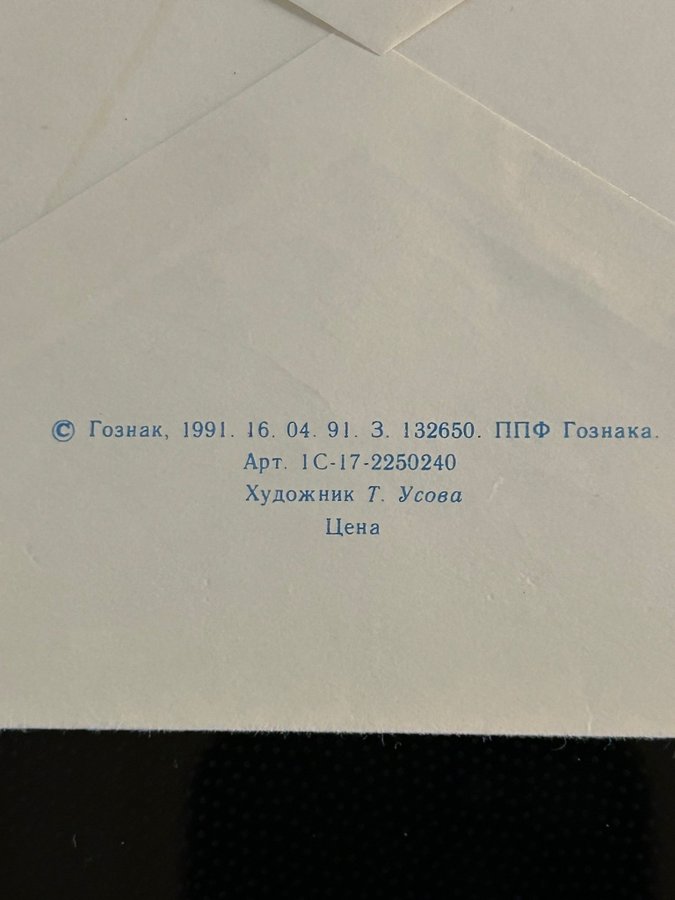 © Гознак, 1991. 16. 04. 91. З. 132650. ППФ Гознака.
Арт. 1С-17-2250240
Художник Т. Усова
Цена